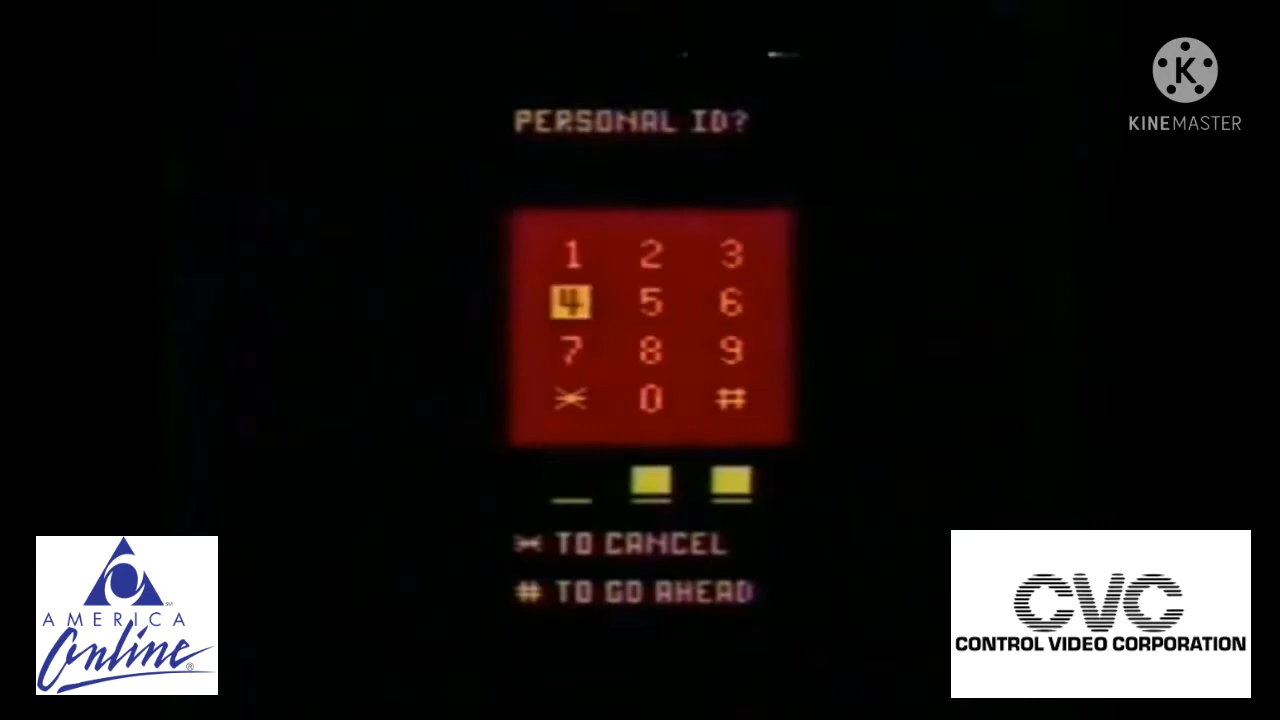 K
KINEMASTER
PERSONAL ID?
1 2 3
4 5 6
7 8 9
* 0 #
* TO CANCEL
# TO GO AHEAD
AMERICA SM
Online ®
CVC
CONTROL VIDEO CORPORATION